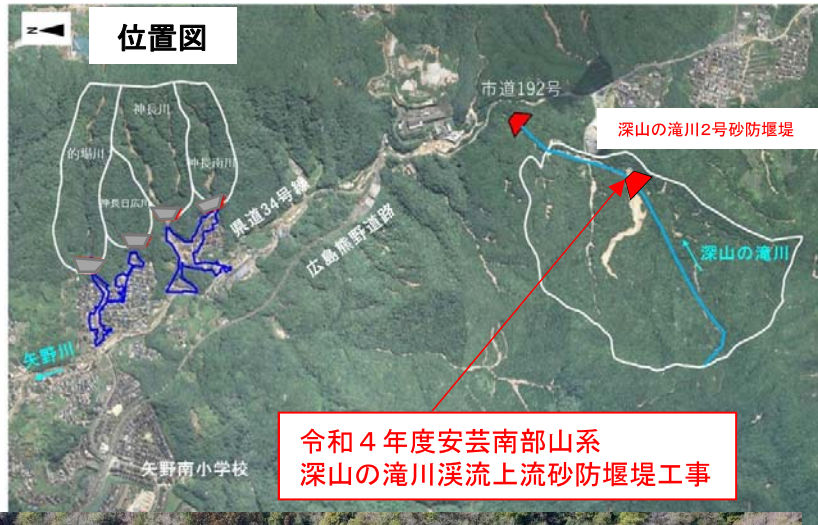 Z
位置図
市道192号
神長川
深山の滝川2号砂防堰堤
的場川
神長南川
神長日広川
県道34号線
広島熊野道路
深山の滝川
矢野川
令和４年度安芸南部山系
深山の滝川渓流上流砂防堰堤工事
矢野南小学校